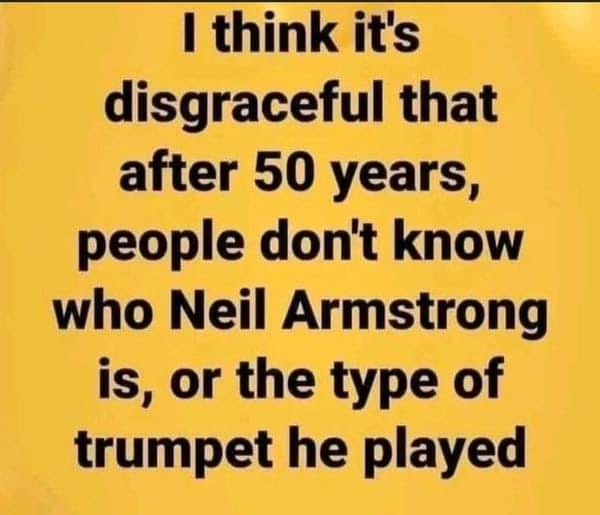 I think it's
disgraceful that
after 50 years,
people don't know
who Neil Armstrong
is, or the type of
trumpet he played